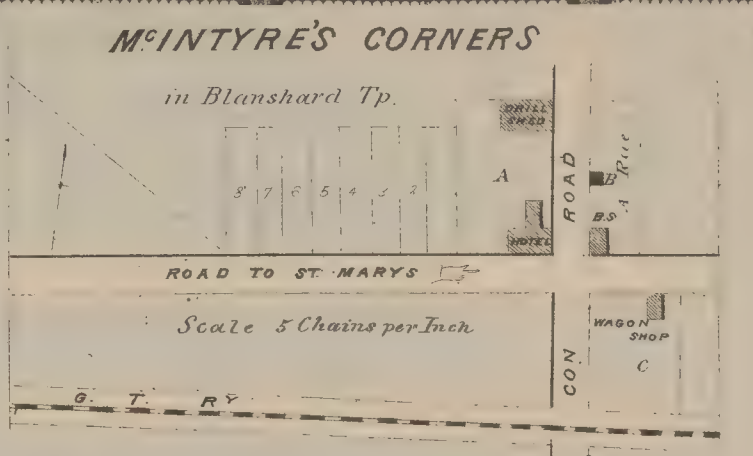 McINTYRE'S CORNERS
in Blanshard Tp.
DRILL
SHED
8 7 6 5 4 3 2
A
ROAD
B
A Rae
B.S
HOTEL
ROAD TO ST. MARYS
Scale 5 Chains per Inch
WAGON
SHOP
C
CON.
G. T. RY